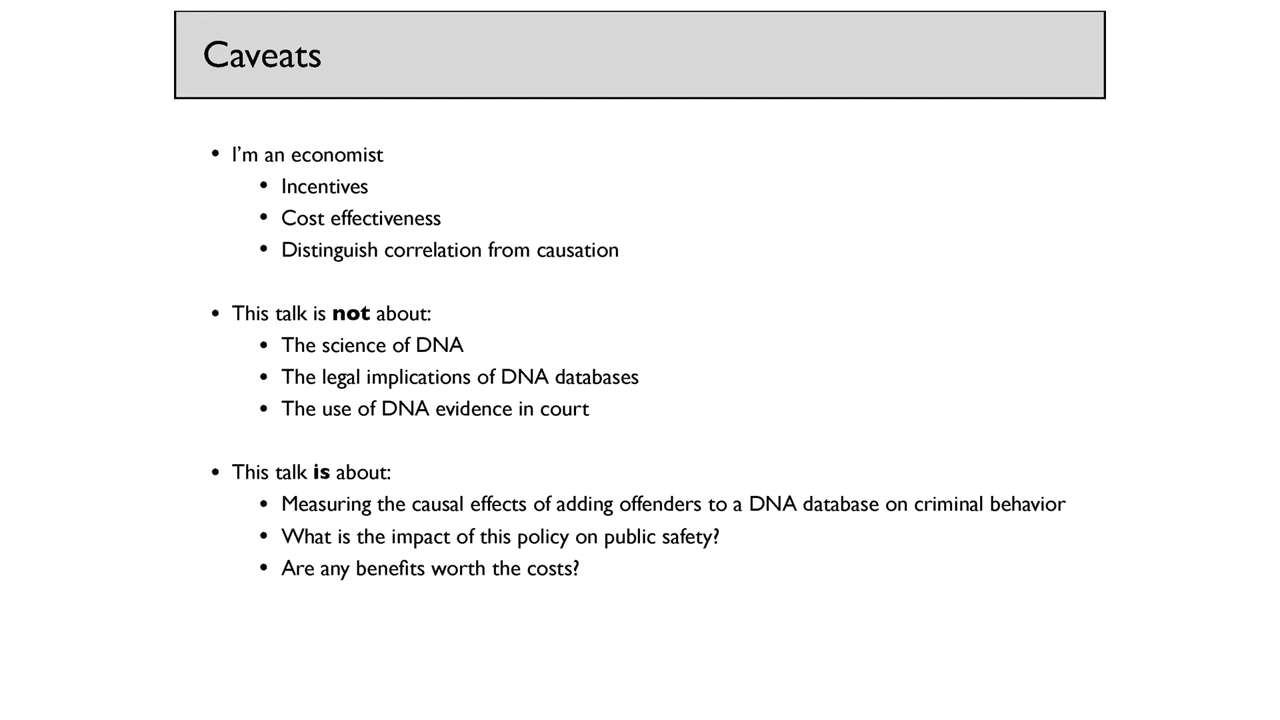 Caveats
• I'm an economist
• Incentives
• Cost effectiveness
• Distinguish correlation from causation
• This talk is not about:
• The science of DNA
• The legal implications of DNA databases
• The use of DNA evidence in court
• This talk is about:
• Measuring the causal effects of adding offenders to a DNA database on criminal behavior
• What is the impact of this policy on public safety?
• Are any benefits worth the costs?